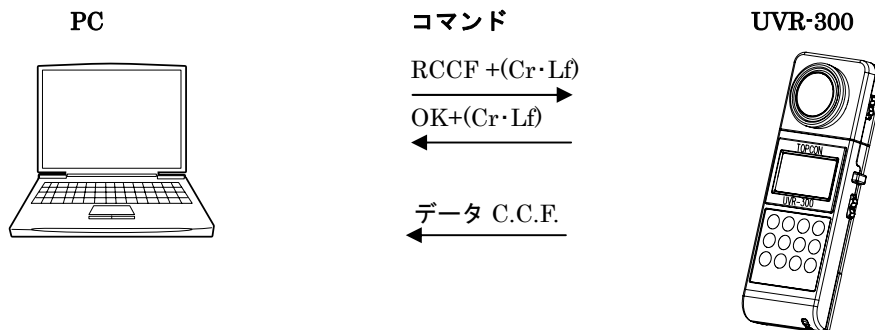 PC
コマンド
UVR-300
RCCF +(Cr･Lf)
OK+(Cr･Lf)
データ C.C.F.
TOPCON
UVR-300